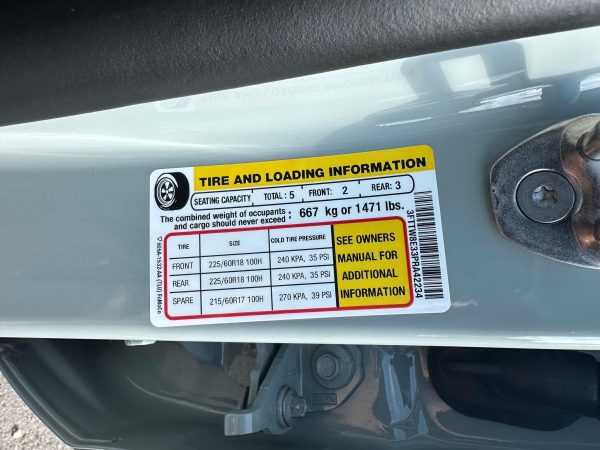 TIRE AND LOADING INFORMATION
SEATING CAPACITY TOTAL : 5 FRONT: 2 REAR: 3
The combined weight of occupants and cargo should never exceed : 667 kg or 1471 lbs.
TIRE SIZE COLD TIRE PRESSURE
FRONT 225/60R18 100H 240 KPA, 35 PSI
REAR 225/60R18 100H 240 KPA, 35 PSI
SPARE 215/60R17 100H 270 KPA, 39 PSI
SEE OWNERS
MANUAL FOR
ADDITIONAL
INFORMATION
3FTTW8E33PRA42234